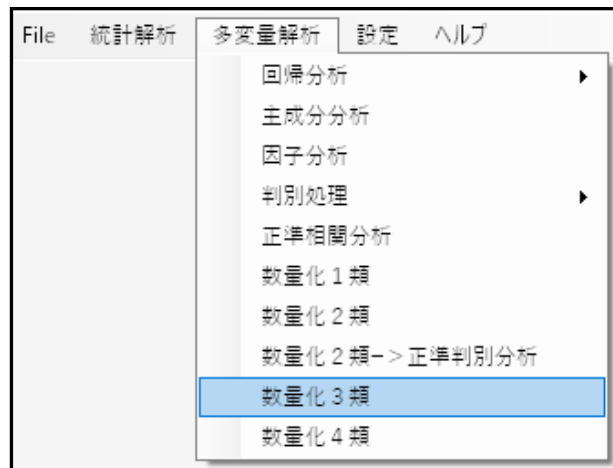 File 統計解析 多変量解析 設定 ヘルプ
回帰分析
主成分分析
因子分析
判別処理
正準相関分析
数量化1類
数量化2類
数量化2類->正準判別分析
数量化3類
数量化4類